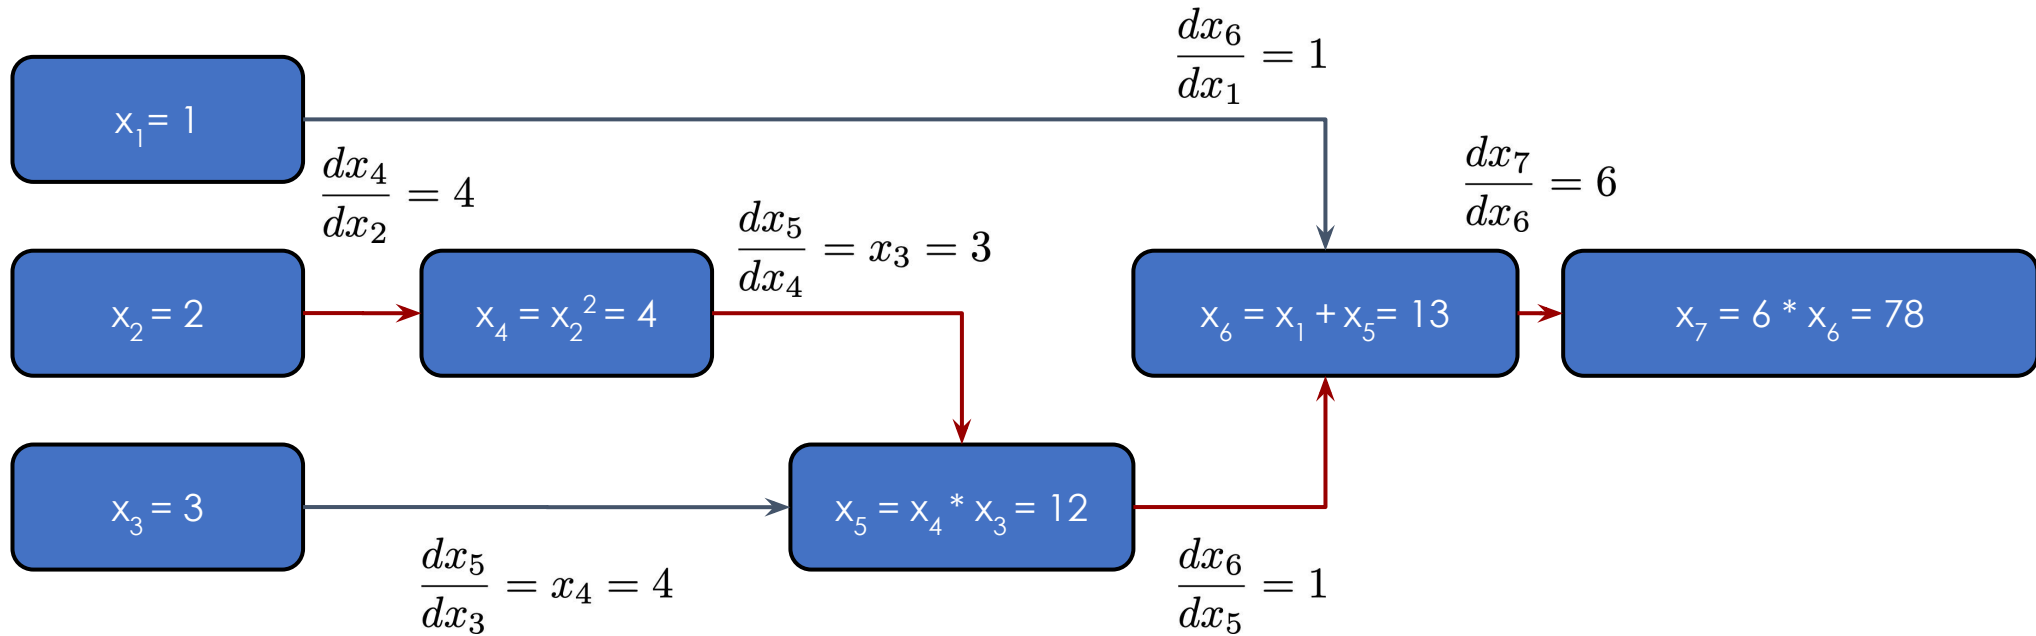 dx₆/dx₁ = 1
x₁ = 1
dx₄/dx₂ = 4
dx₇/dx₆ = 6
dx₅/dx₄ = x₃ = 3
x₂ = 2
x₄ = x₂² = 4
x₆ = x₁ + x₅ = 13
x₇ = 6 * x₆ = 78
x₃ = 3
x₅ = x₄ * x₃ = 12
dx₅/dx₃ = x₄ = 4
dx₆/dx₅ = 1